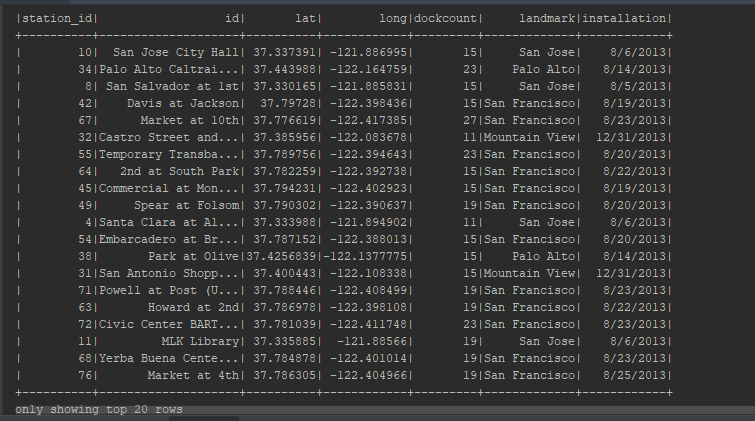 |station_id|                  id|       lat|        long|dockcount|     landmark|installation|
+----------+--------------------+----------+------------+---------+-------------+------------+
|        10|  San Jose City Hall| 37.337391| -121.886995|       15|     San Jose|    8/6/2013|
|        34|Palo Alto Caltrai...| 37.443988| -122.164759|       23|    Palo Alto|   8/14/2013|
|         8| San Salvador at 1st| 37.330165| -121.885831|       15|     San Jose|    8/5/2013|
|        42|    Davis at Jackson|  37.79728| -122.398436|       15|San Francisco|   8/19/2013|
|        67|      Market at 10th| 37.776619| -122.417385|       27|San Francisco|   8/23/2013|
|        32|Castro Street and...| 37.385956| -122.083678|       11|Mountain View|  12/31/2013|
|        55|Temporary Transba...| 37.789756| -122.394643|       23|San Francisco|   8/20/2013|
|        64|   2nd at South Park| 37.782259| -122.392738|       15|San Francisco|   8/22/2013|
|        45|Commercial at Mon...| 37.794231| -122.402923|       15|San Francisco|   8/19/2013|
|        49|     Spear at Folsom| 37.790302| -122.390637|       19|San Francisco|   8/20/2013|
|         4|Santa Clara at Al...| 37.333988| -121.894902|       11|     San Jose|    8/6/2013|
|        54|Embarcadero at Br...| 37.787152| -122.388013|       15|San Francisco|   8/20/2013|
|        38|       Park at Olive|37.4256839|-122.1377775|       15|    Palo Alto|   8/14/2013|
|        31|San Antonio Shopp...| 37.400443| -122.108338|       15|Mountain View|  12/31/2013|
|        71|Powell at Post (U...| 37.788446| -122.408499|       19|San Francisco|   8/23/2013|
|        63|       Howard at 2nd| 37.786978| -122.398108|       19|San Francisco|   8/22/2013|
|        72|Civic Center BART...| 37.781039| -122.411748|       23|San Francisco|   8/23/2013|
|        11|         MLK Library| 37.335885|  -121.88566|       19|     San Jose|    8/6/2013|
|        68|Yerba Buena Cente...| 37.784878| -122.401014|       19|San Francisco|   8/23/2013|
|        76|       Market at 4th| 37.786305| -122.404966|       19|San Francisco|   8/25/2013|
+----------+--------------------+----------+------------+---------+-------------+------------+
only showing top 20 rows